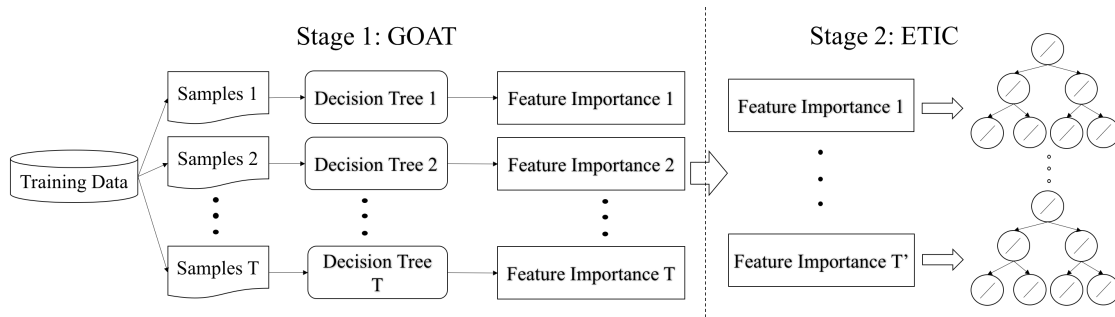 Stage 1: GOAT
Stage 2: ETIC
Training Data
Samples 1
Decision Tree 1
Feature Importance 1
Samples 2
Decision Tree 2
Feature Importance 2
Samples T
Decision Tree
T
Feature Importance T
Feature Importance 1
Feature Importance T’